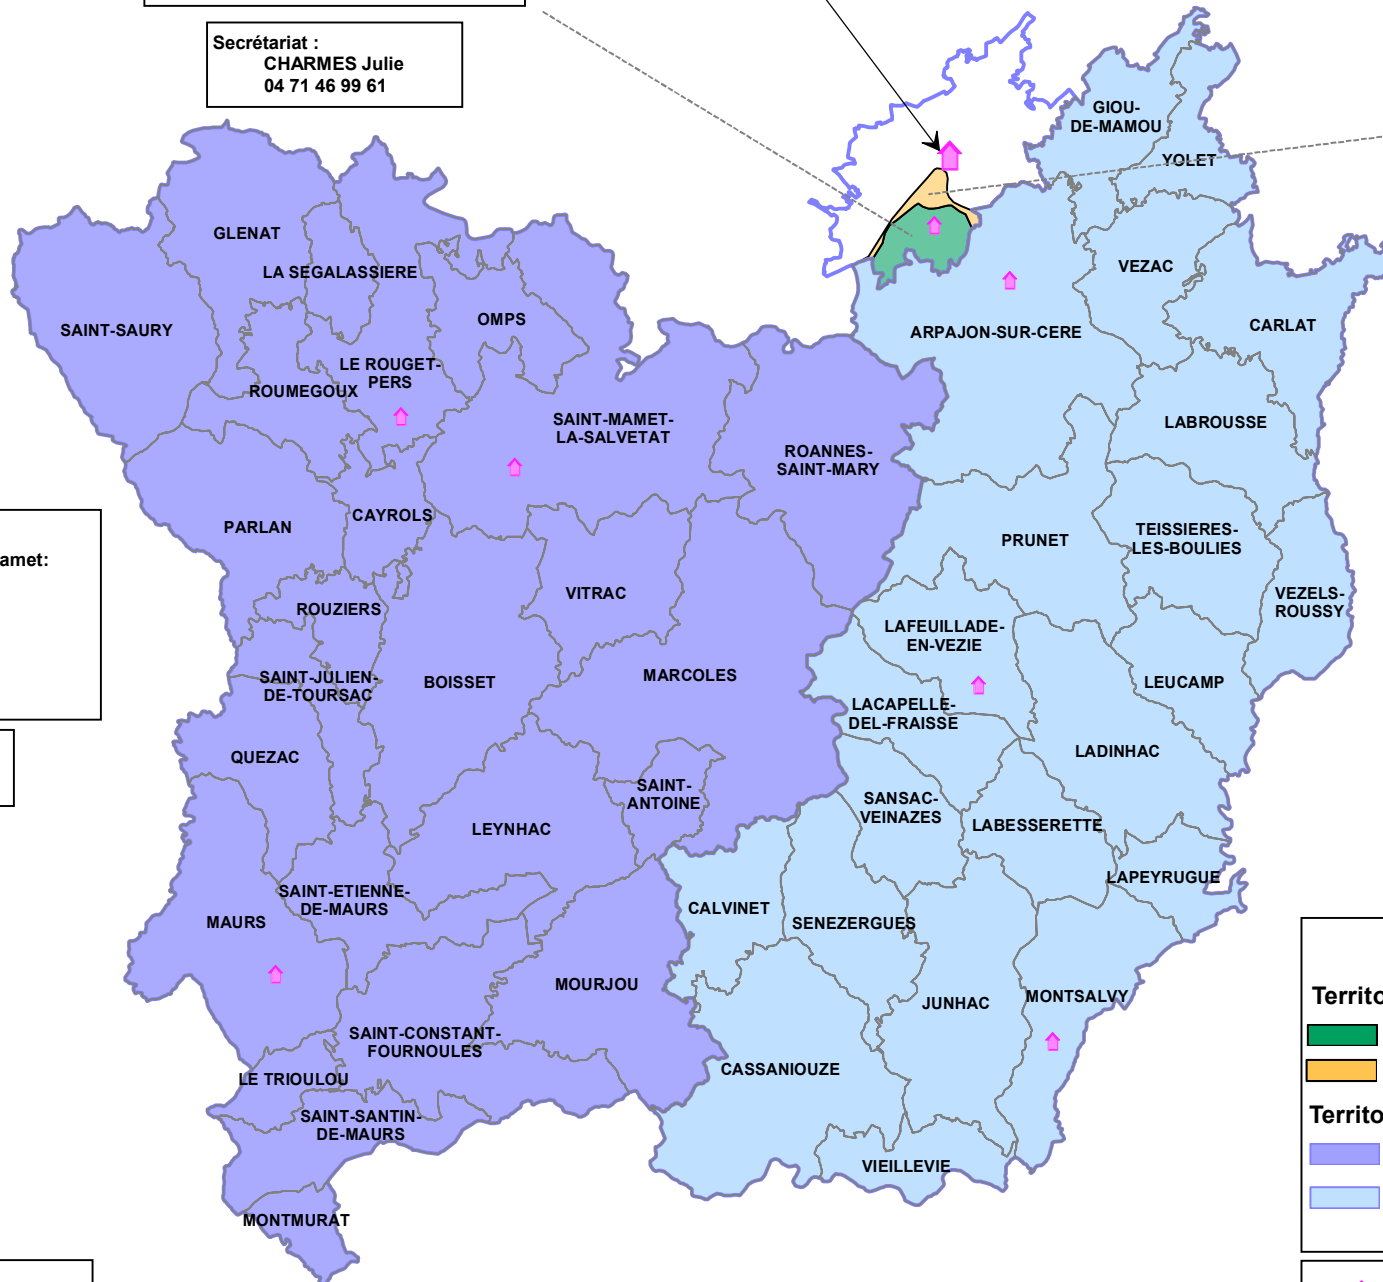 Secrétariat :
CHARMES Julie
04 71 46 99 61
GIOU-
DE-MAMOU
YOLET
GLENAT
LA SEGALASSIERE
VEZAC
SAINT-SAURY
OMPS
ARPAJON-SUR-CERE
CARLAT
LE ROUGET-
PERS
ROUMEGOUX
SAINT-MAMET-
LA-SALVETAT
LABROUSSE
ROANNES-
SAINT-MARY
PARLAN
CAYROLS
PRUNET
TEISSIERES-
LES-BOULIES
amet:
VITRAC
ROUZIERS
VEZELS-
ROUSSY
LAFEUILLADE-
EN-VEZIE
SAINT-JULIEN-
DE-TOURSAC
BOISSET
MARCOLES
LEUCAMP
LACAPELLE-
DEL-FRAISSE
QUEZAC
LADINHAC
SAINT-
ANTOINE
SANSAC-
VEINAZES
LEYNHAC
LABESSERETTE
LAPEYRUGUE
SAINT-ETIENNE-
DE-MAURS
MAURS
CALVINET
SENEZERGUES
MOURJOU
JUNHAC
MONTSALVY
Territo
SAINT-CONSTANT-
FOURNOULES
LE TRIOULOU
CASSANIOUZE
SAINT-SANTIN-
DE-MAURS
Territo
VIEILLEVIE
MONTMURAT